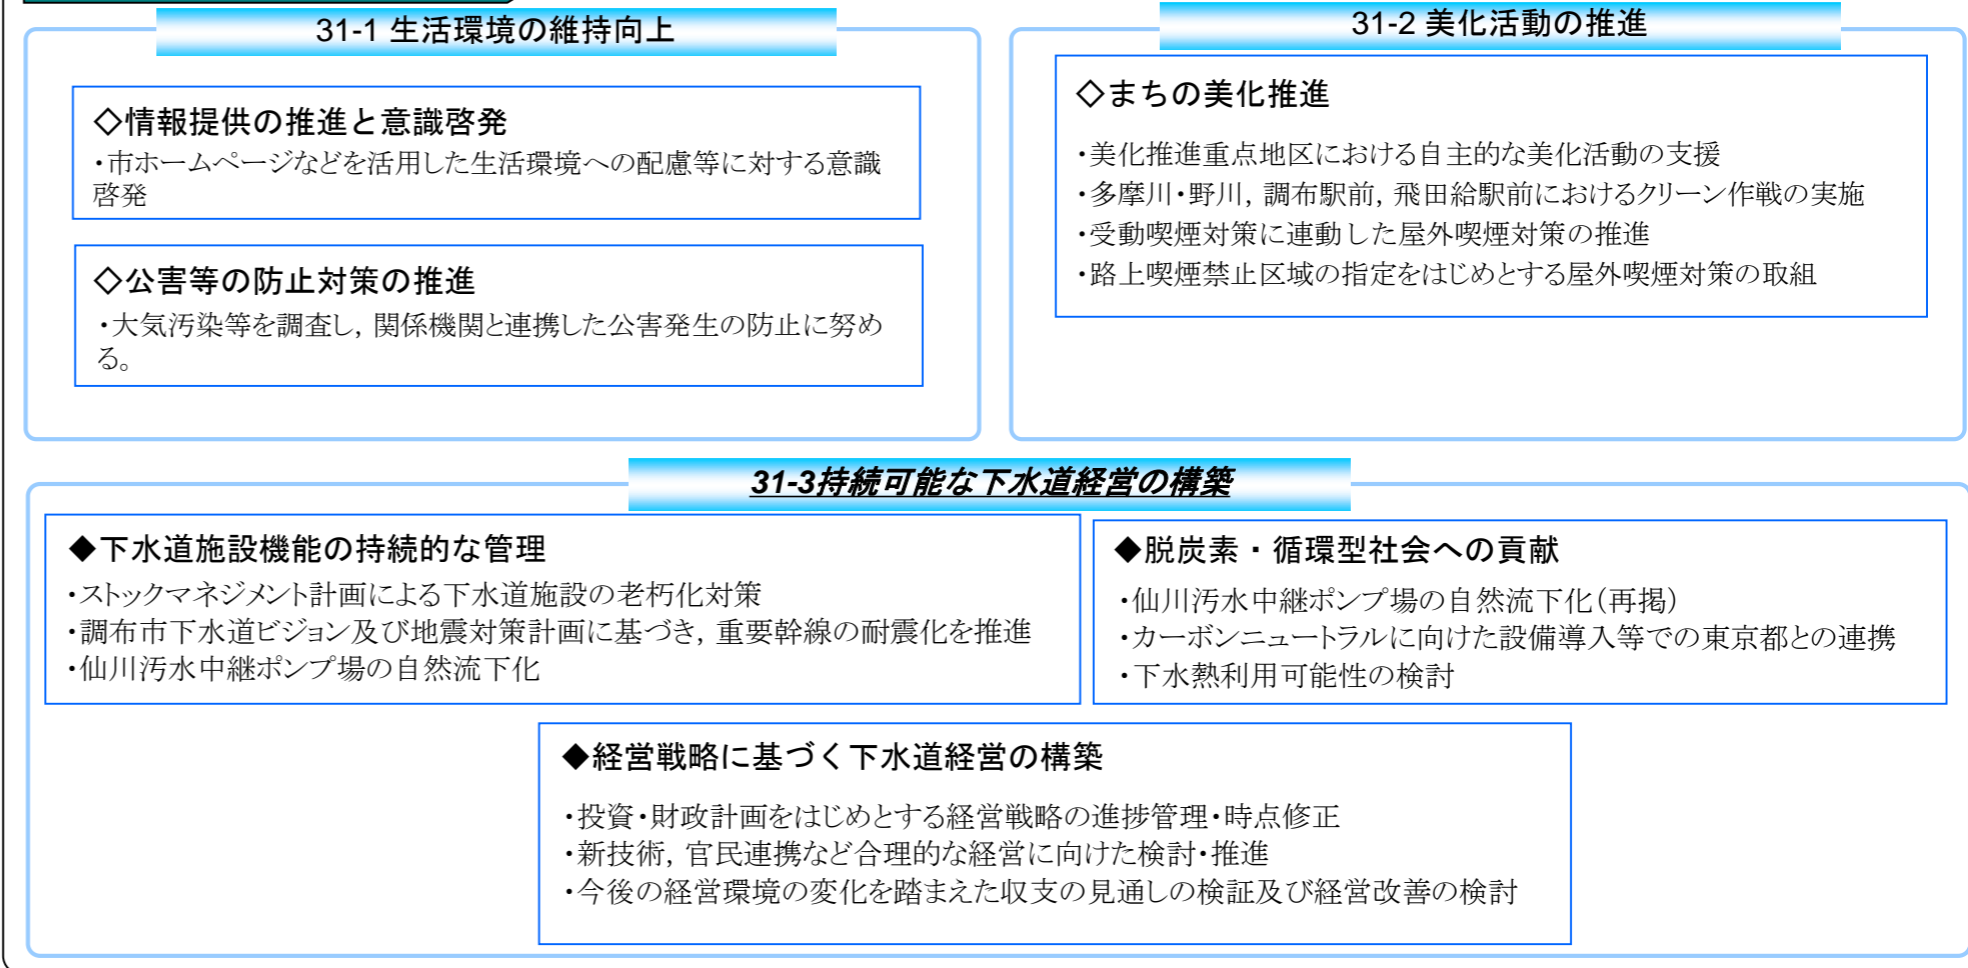 31-1 生活環境の維持向上
◇情報提供の推進と意識啓発
・市ホームページなどを活用した生活環境への配慮等に対する意識
啓発
◇公害等の防止対策の推進
・大気汚染等を調査し，関係機関と連携した公害発生の防止に努め
る。
31-2 美化活動の推進
◇まちの美化推進
・美化推進重点地区における自主的な美化活動の支援
・多摩川・野川，調布駅前，飛田給駅前におけるクリーン作戦の実施
・受動喫煙対策に連動した屋外喫煙対策の推進
・路上喫煙禁止区域の指定をはじめとする屋外喫煙対策の取組
31-3持続可能な下水道経営の構築
◆下水道施設機能の持続的な管理
・ストックマネジメント計画による下水道施設の老朽化対策
・調布市下水道ビジョン及び地震対策計画に基づき，重要幹線の耐震化を推進
・仙川汚水中継ポンプ場の自然流下化
◆脱炭素・循環型社会への貢献
・仙川汚水中継ポンプ場の自然流下化（再掲）
・カーボンニュートラルに向けた設備導入等での東京都との連携
・下水熱利用可能性の検討
◆経営戦略に基づく下水道経営の構築
・投資・財政計画をはじめとする経営戦略の進捗管理・時点修正
・新技術，官民連携など合理的な経営に向けた検討・推進
・今後の経営環境の変化を踏まえた収支の見通しの検証及び経営改善の検討